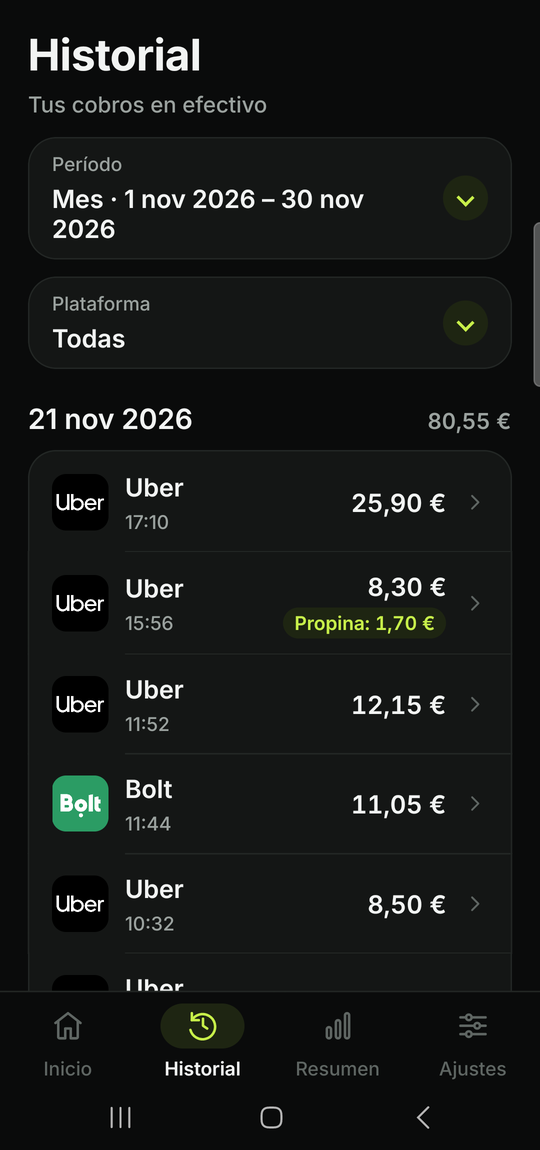 Historial
Tus cobros en efectivo
Período
Mes · 1 nov 2026 – 30 nov
2026
Plataforma
Todas
21 nov 2026
80,55 €
Uber
Uber
25,90 €
17:10
Uber
Uber
8,30 €
15:56
Propina: 1,70 €
Uber
Uber
12,15 €
11:52
Bolt
Bolt
11,05 €
11:44
Uber
Uber
8,50 €
10:32
Uber
Inicio
Historial
Resumen
Ajustes